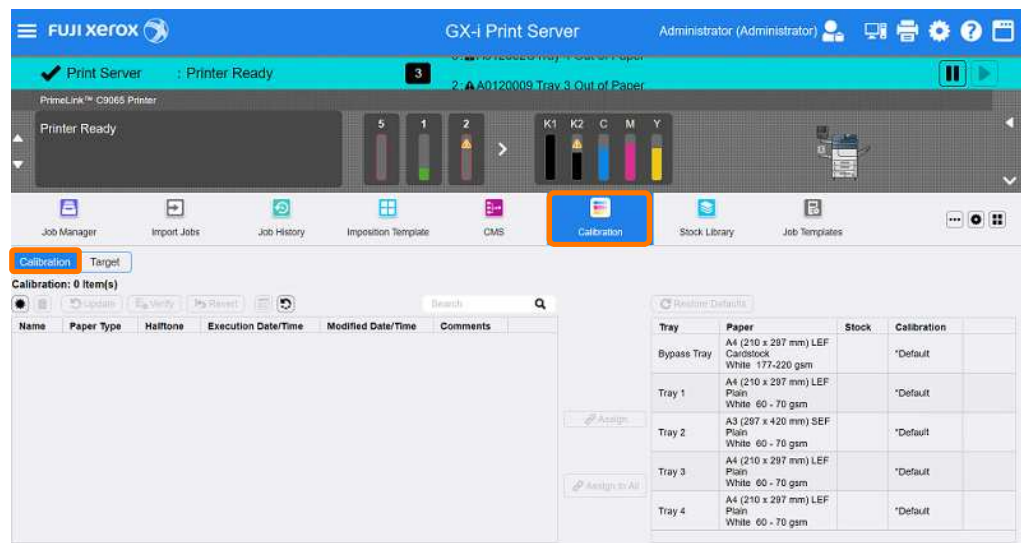 FUJI XEROX
GX-i Print Server
Administrator (Administrator)
Print Server : Printer Ready
3
2: A0120009 Tray 3 Out of Paper
PrimeLink™ C9065 Printer
Printer Ready
5 1 2
K1 K2 C M Y
Job Manager
Import Jobs
Job History
Imposition Template
CMS
Calibration
Stock Library
Job Templates
Calibration Target
Calibration: 0 Item(s)
Update Verify Revert
Search
Restore Defaults
Name Paper Type Halftone Execution Date/Time Modified Date/Time Comments
Assign
Assign to All
Tray Paper Stock Calibration
Bypass Tray
A4 (210 x 297 mm) LEF
Cardstock
White 177-220 gsm
*Default
Tray 1
A4 (210 x 297 mm) LEF
Plain
White 60 - 70 gsm
*Default
Tray 2
A3 (297 x 420 mm) SEF
Plain
White 60 - 70 gsm
*Default
Tray 3
A4 (210 x 297 mm) LEF
Plain
White 60 - 70 gsm
*Default
Tray 4
A4 (210 x 297 mm) LEF
Plain
White 60 - 70 gsm
*Default